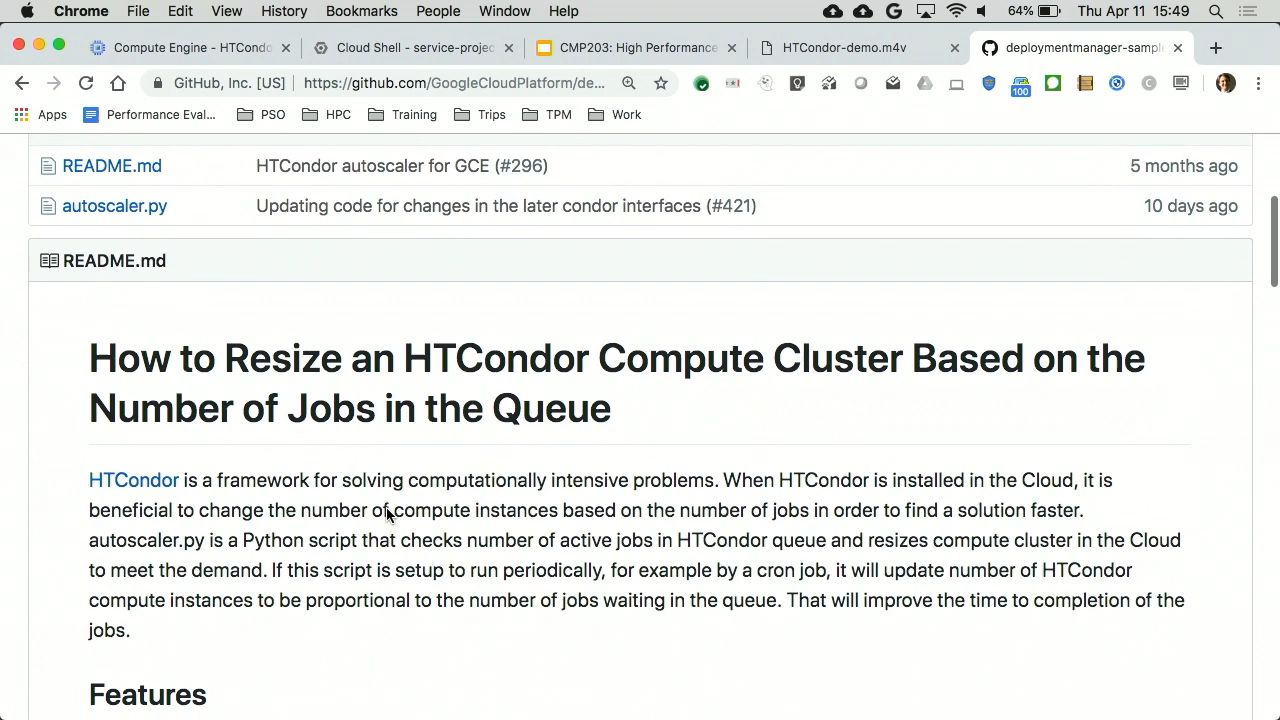 Chrome File Edit View History Bookmarks People Window Help 64% Thu Apr 11 15:49
Compute Engine - HTCondo Cloud Shell - service-projec CMP203: High Performance HTCondor-demo.m4v deploymentmanager-sampl
GitHub, Inc. [US] https://github.com/GoogleCloudPlatform/de... 100
Apps Performance Eval... PSO HPC Training Trips TPM Work
README.md HTCondor autoscaler for GCE (#296) 5 months ago
autoscaler.py Updating code for changes in the later condor interfaces (#421) 10 days ago
README.md
How to Resize an HTCondor Compute Cluster Based on the
Number of Jobs in the Queue
HTCondor is a framework for solving computationally intensive problems. When HTCondor is installed in the Cloud, it is
beneficial to change the number of compute instances based on the number of jobs in order to find a solution faster.
autoscaler.py is a Python script that checks number of active jobs in HTCondor queue and resizes compute cluster in the Cloud
to meet the demand. If this script is setup to run periodically, for example by a cron job, it will update number of HTCondor
compute instances to be proportional to the number of jobs waiting in the queue. That will improve the time to completion of the
jobs.
Features